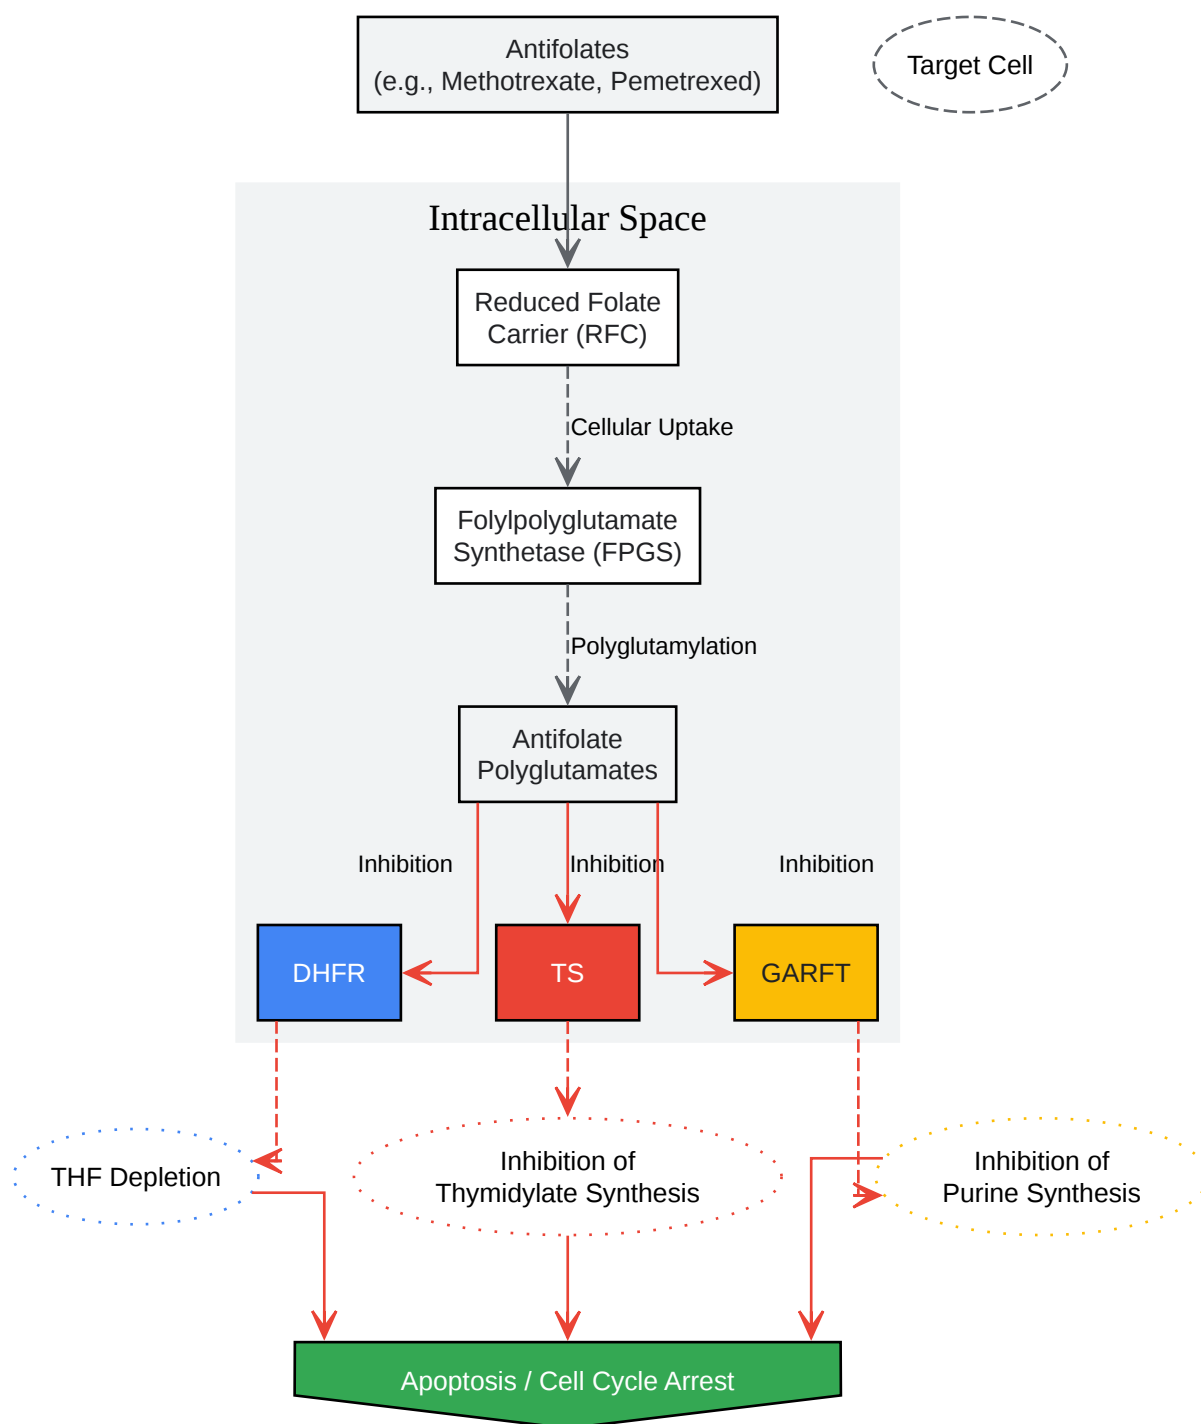 Antifolates
(e.g., Methotrexate, Pemetrexed)
Target Cell
Intracellular Space
Reduced Folate
Carrier (RFC)
Cellular Uptake
Folylpolyglutamate
Synthetase (FPGS)
Polyglutamylation
Antifolate
Polyglutamates
Inhibition
Inhibition
Inhibition
DHFR
TS
GARFT
THF Depletion
Inhibition of
Thymidylate Synthesis
Inhibition of
Purine Synthesis
Apoptosis / Cell Cycle Arrest